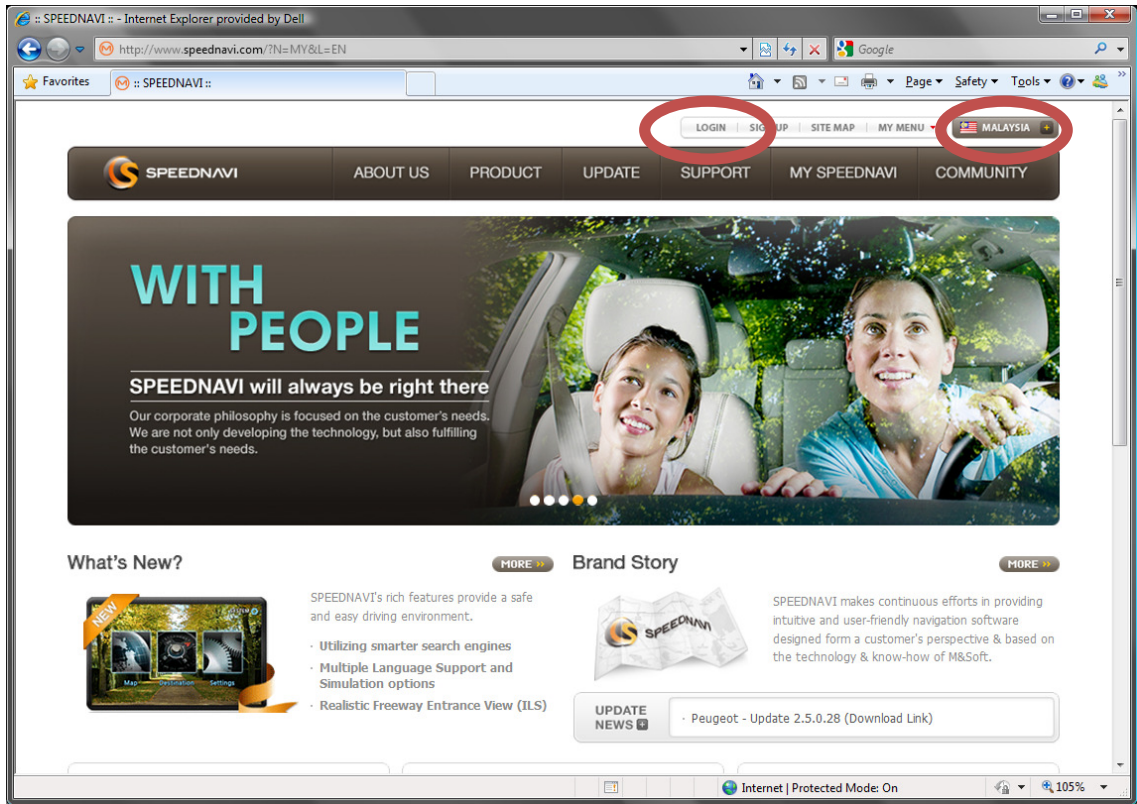 :: SPEEDNAVI :: - Internet Explorer provided by Dell
http://www.speednavi.com/?N=MY&L=EN
Google
Favorites
:: SPEEDNAVI ::
Page Safety Tools
LOGIN SIGN UP SITE MAP MY MENU MALAYSIA
SPEEDNAVI ABOUT US PRODUCT UPDATE SUPPORT MY SPEEDNAVI COMMUNITY
WITH
PEOPLE
SPEEDNAVI will always be right there
Our corporate philosophy is focused on the customer's needs.
We are not only developing the technology, but also fulfilling
the customer's needs.
What's New? MORE »
NEW
Map Destination Settings
SPEEDNAVI's rich features provide a safe
and easy driving environment.
· Utilizing smarter search engines
· Multiple Language Support and
Simulation options
· Realistic Freeway Entrance View (ILS)
Brand Story MORE »
SPEEDNAVI
SPEEDNAVI makes continuous efforts in providing
intuitive and user-friendly navigation software
designed form a customer's perspective & based on
the technology & know-how of M&Soft.
UPDATE
NEWS
· Peugeot - Update 2.5.0.28 (Download Link)
Internet | Protected Mode: On 105%